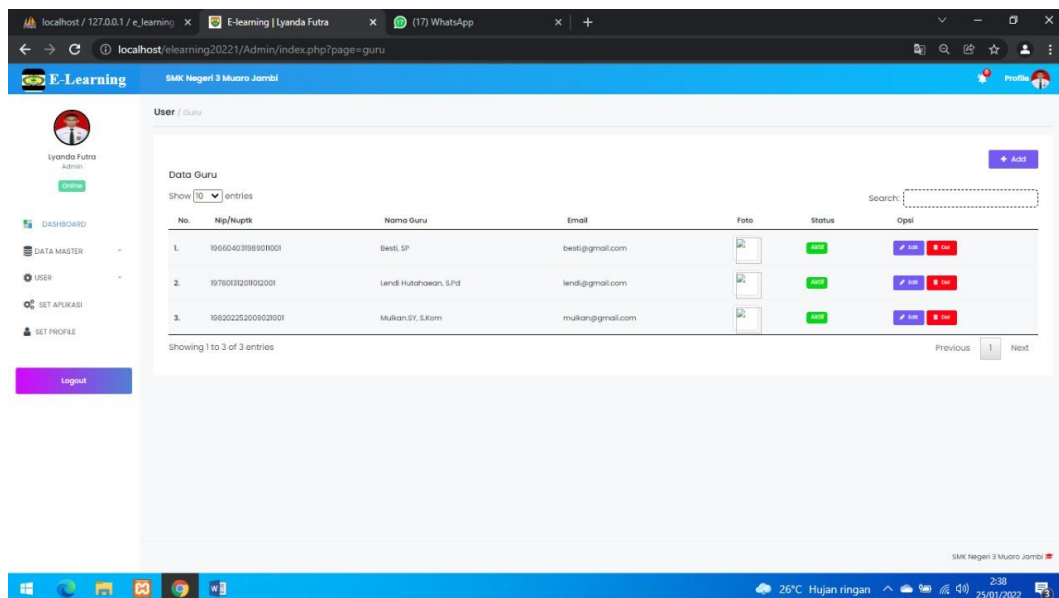 localhost / 127.0.0.1 / e_learning
E-learning | Lyanda Futra
(17) WhatsApp
localhost/elearning20221/Admin/index.php?page=guru
E-Learning
SMK Negeri 3 Muaro Jambi
Profile
Lyanda Futra
Admin
Online
DASHBOARD
DATA MASTER
USER
SET APLIKASI
SET PROFILE
Logout
User / Guru
+ Add
Data Guru
Show 10 entries
Search:
No. Nip/Nuptk Nama Guru Email Foto Status Opsi
1. 196604031989011001 Besti, SP besti@gmail.com Aktif Edit Del
2. 197801312011012001 Lendi Hutahaean, S.Pd lendi@gmail.com Aktif Edit Del
3. 198202252009021001 Mulkan.SY, S.Kom mulkan@gmail.com Aktif Edit Del
Showing 1 to 3 of 3 entries
Previous 1 Next
SMK Negeri 3 Muaro Jambi
26°C Hujan ringan
2:38
25/01/2022